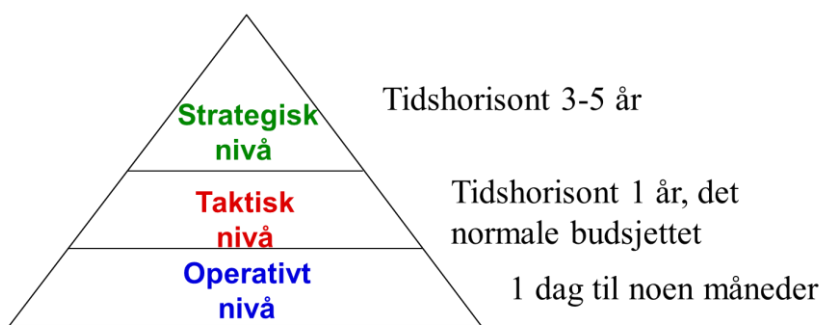 Strategisk
nivå
Tidshorisont 3-5 år
Taktisk
nivå
Tidshorisont 1 år, det
normale budsjettet
Operativt
nivå
1 dag til noen måneder